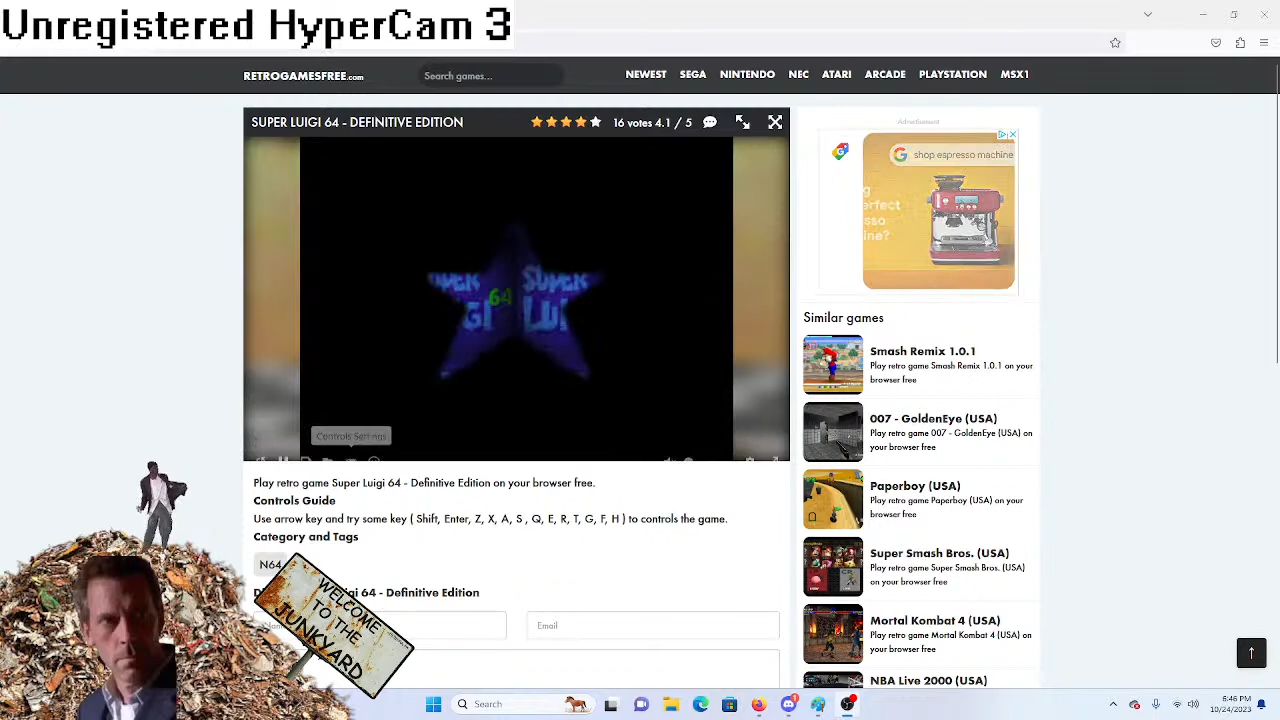 Unregistered HyperCam 3
RETROGAMESFREE.com
Search games...
NEWEST SEGA NINTENDO NEC ATARI ARCADE PLAYSTATION MSX1
SUPER LUIGI 64 - DEFINITIVE EDITION
16 votes 4.1 / 5
64
SUPER
LUI
Controls Settings
Play retro game Super Luigi 64 - Definitive Edition on your browser free.
Controls Guide
Use arrow key and try some key ( Shift, Enter, Z, X, A, S , Q, E, R, T, G, F, H ) to controls the game.
Category and Tags
N64
uigi 64 - Definitive Edition
Email
WELCOME
TO THE
JUNKYARD
Advertisement
shop espresso machine
Similar games
Smash Remix 1.0.1
Play retro game Smash Remix 1.0.1 on your
browser free
007 - GoldenEye (USA)
Play retro game 007 - GoldenEye (USA) on
your browser free
Paperboy (USA)
Play retro game Paperboy (USA) on your
browser free
Super Smash Bros. (USA)
Play retro game Super Smash Bros. (USA)
on your browser free
Mortal Kombat 4 (USA)
Play retro game Mortal Kombat 4 (USA) on
your browser free
NBA Live 2000 (USA)
Search
6:46 PM
10/24/2023